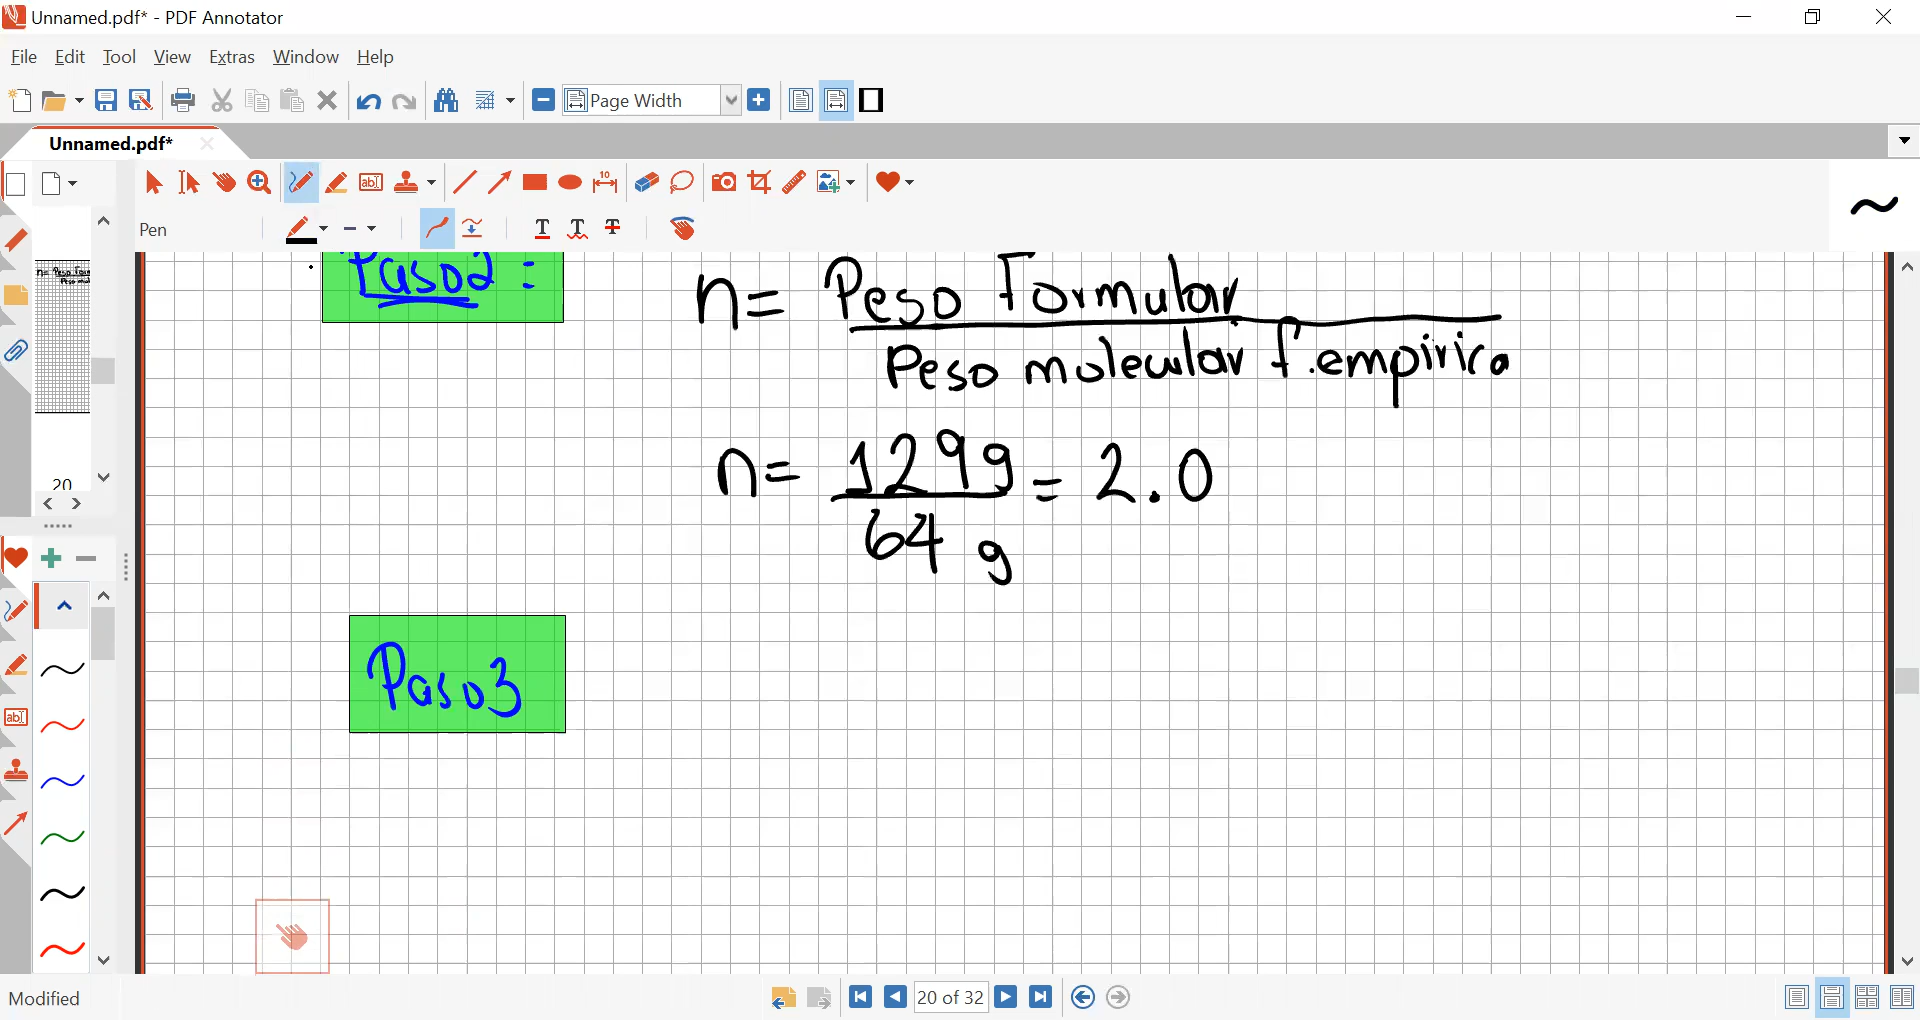 Unnamed.pdf* - PDF Annotator
File Edit Tool View Extras Window Help
Page Width
Unnamed.pdf*
Pen
Paso2 :
n= Peso Formular
Peso molecular f.empirica
n= 129g = 2.0
64 g
Paso3
20
Modified
20 of 32